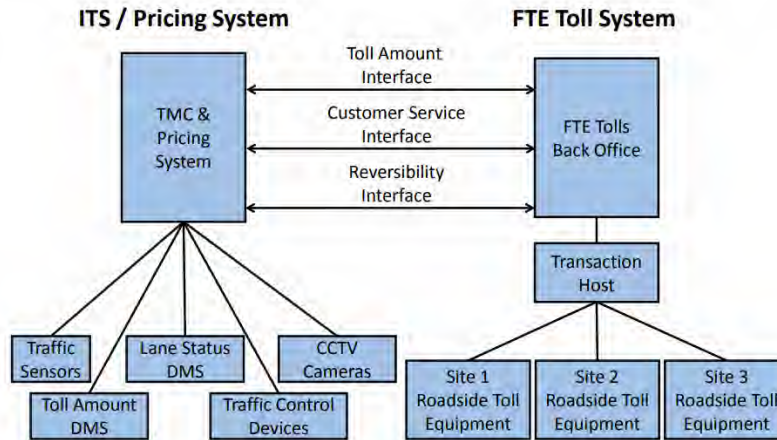 ITS / Pricing System
FTE Toll System
Toll Amount
Interface
TMC &
Pricing
System
Customer Service
Interface
FTE Tolls
Back Office
Reversibility
Interface
Transaction
Host
Traffic
Sensors
Lane Status
DMS
CCTV
Cameras
Toll Amount
DMS
Traffic Control
Devices
Site 1
Roadside Toll
Equipment
Site 2
Roadside Toll
Equipment
Site 3
Roadside Toll
Equipment